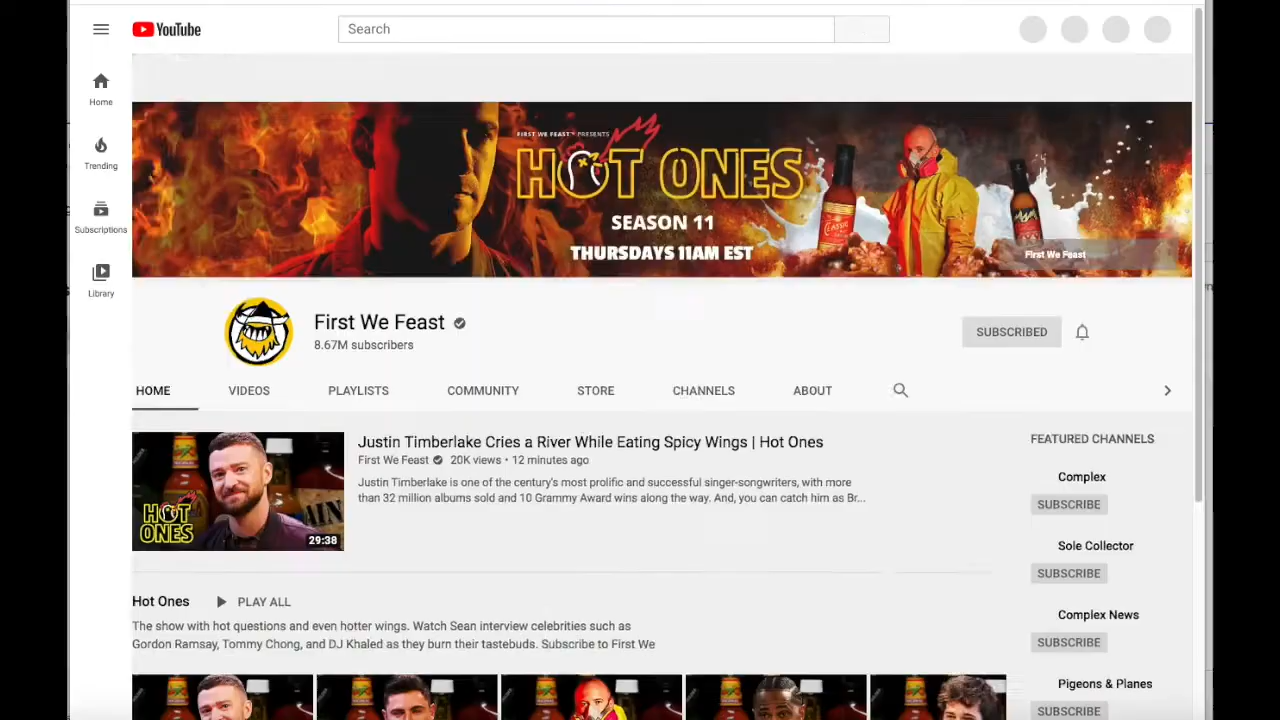 YouTube
Search
Home
Trending
Subscriptions
Library
FIRST WE FEAST PRESENTS
HOT ONES
SEASON 11
THURSDAYS 11AM EST
First We Feast
First We Feast
8.67M subscribers
SUBSCRIBED
HOME
VIDEOS
PLAYLISTS
COMMUNITY
STORE
CHANNELS
ABOUT
HOT
ONES
29:38
Justin Timberlake Cries a River While Eating Spicy Wings | Hot Ones
First We Feast 20K views • 12 minutes ago
Justin Timberlake is one of the century's most prolific and successful singer-songwriters, with more
than 32 million albums sold and 10 Grammy Award wins along the way. And, you can catch him as Br...
FEATURED CHANNELS
Complex
SUBSCRIBE
Sole Collector
SUBSCRIBE
Complex News
SUBSCRIBE
Pigeons & Planes
SUBSCRIBE
Hot Ones PLAY ALL
The show with hot questions and even hotter wings. Watch Sean interview celebrities such as
Gordon Ramsay, Tommy Chong, and DJ Khaled as they burn their tastebuds. Subscribe to First We